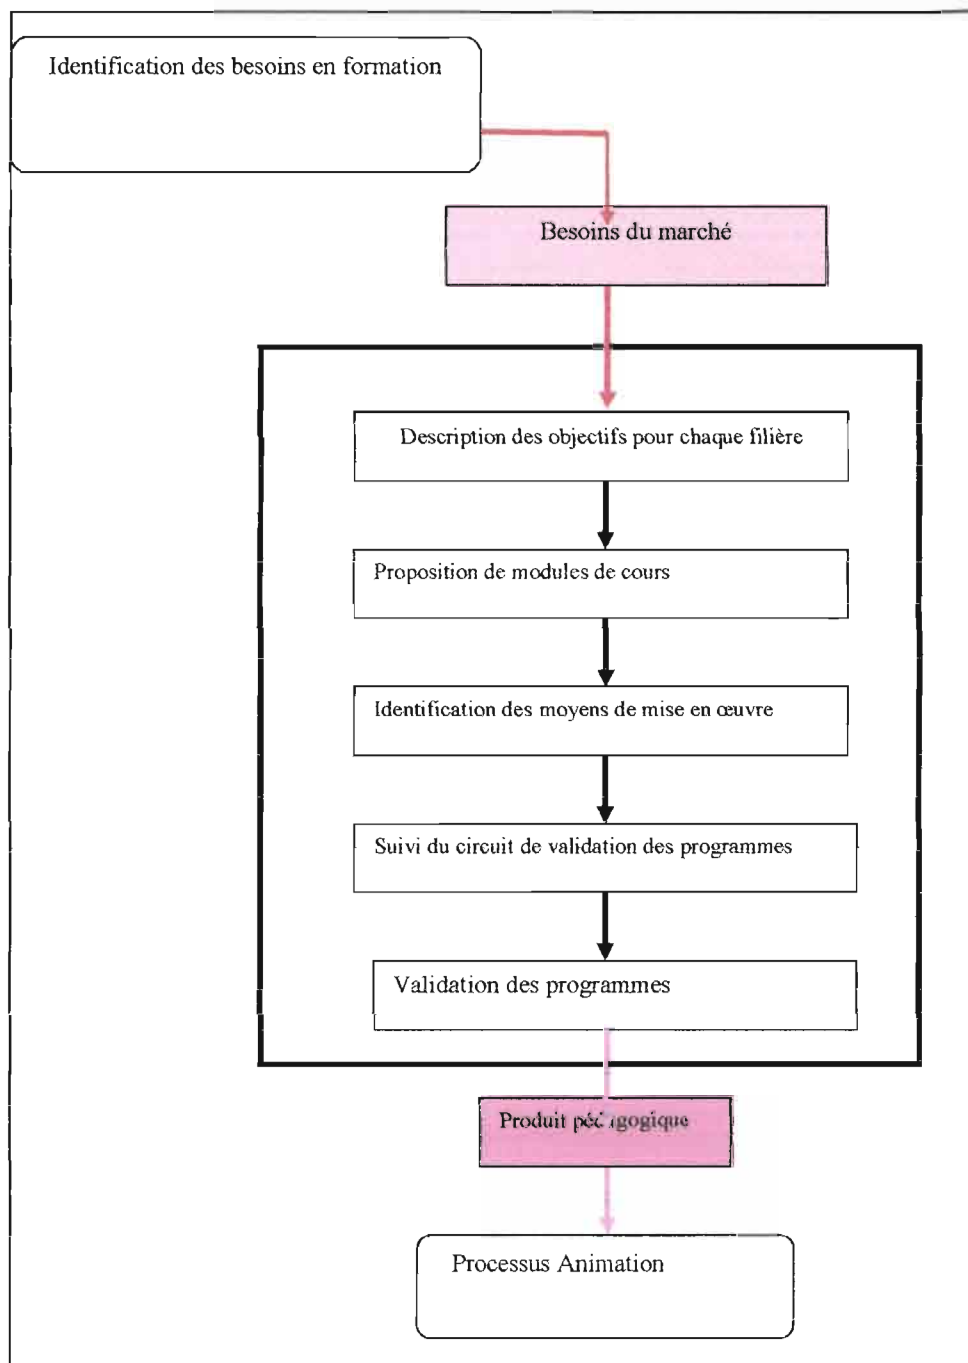 Identification des besoins en formation
Besoins du marché
Description des objectifs pour chaque filière
Proposition de modules de cours
Identification des moyens de mise en œuvre
Suivi du circuit de validation des programmes
Validation des programmes
Produit pédagogique
Processus Animation